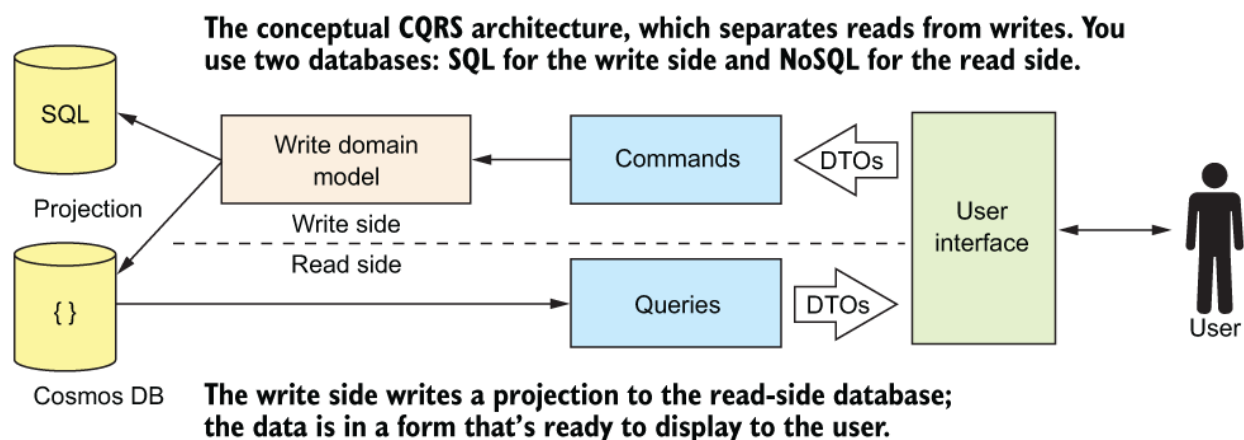 The conceptual CQRS architecture, which separates reads from writes. You
use two databases: SQL for the write side and NoSQL for the read side.
SQL
Write domain
model
Commands
DTOs
User
interface
Projection
Write side
Read side
{ }
Queries
DTOs
User
Cosmos DB
The write side writes a projection to the read-side database;
the data is in a form that's ready to display to the user.